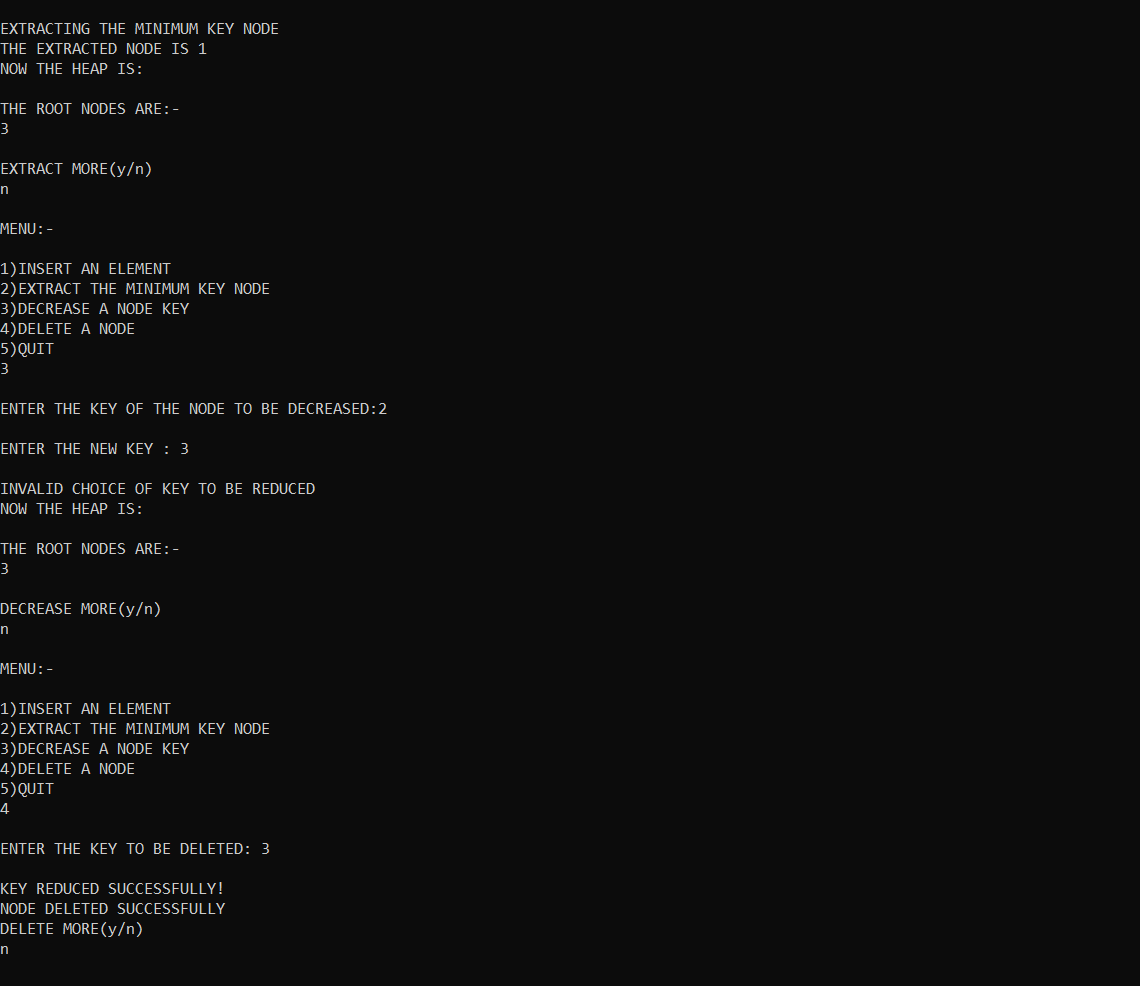 EXTRACTING THE MINIMUM KEY NODE
THE EXTRACTED NODE IS 1
NOW THE HEAP IS:
THE ROOT NODES ARE:-
3
EXTRACT MORE(y/n)
n
MENU:-
1)INSERT AN ELEMENT
2)EXTRACT THE MINIMUM KEY NODE
3)DECREASE A NODE KEY
4)DELETE A NODE
5)QUIT
3
ENTER THE KEY OF THE NODE TO BE DECREASED:2
ENTER THE NEW KEY : 3
INVALID CHOICE OF KEY TO BE REDUCED
NOW THE HEAP IS:
THE ROOT NODES ARE:-
3
DECREASE MORE(y/n)
n
MENU:-
1)INSERT AN ELEMENT
2)EXTRACT THE MINIMUM KEY NODE
3)DECREASE A NODE KEY
4)DELETE A NODE
5)QUIT
4
ENTER THE KEY TO BE DELETED: 3
KEY REDUCED SUCCESSFULLY!
NODE DELETED SUCCESSFULLY
DELETE MORE(y/n)
n